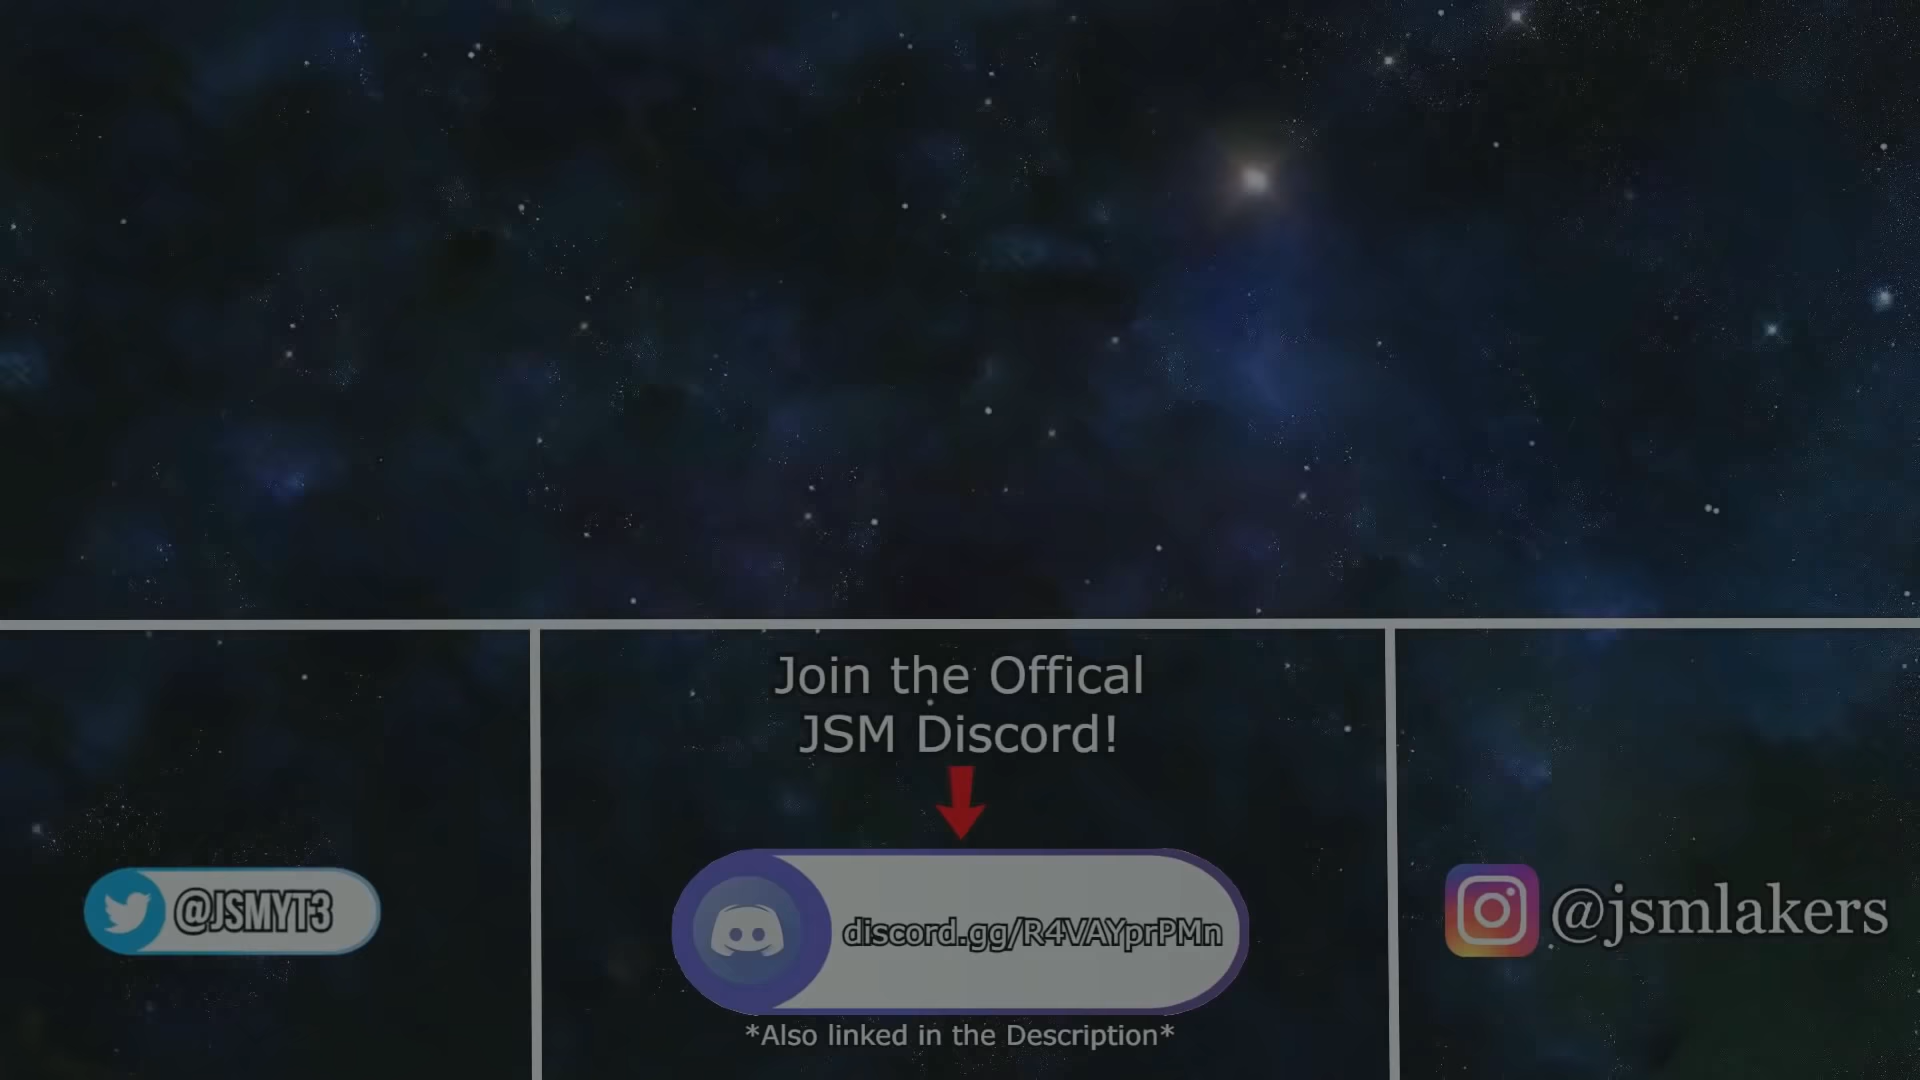 Join the Offical
JSM Discord!
@JSMYT3
discord.gg/R4VAYprPMn
@jsmlakers
*Also linked in the Description*